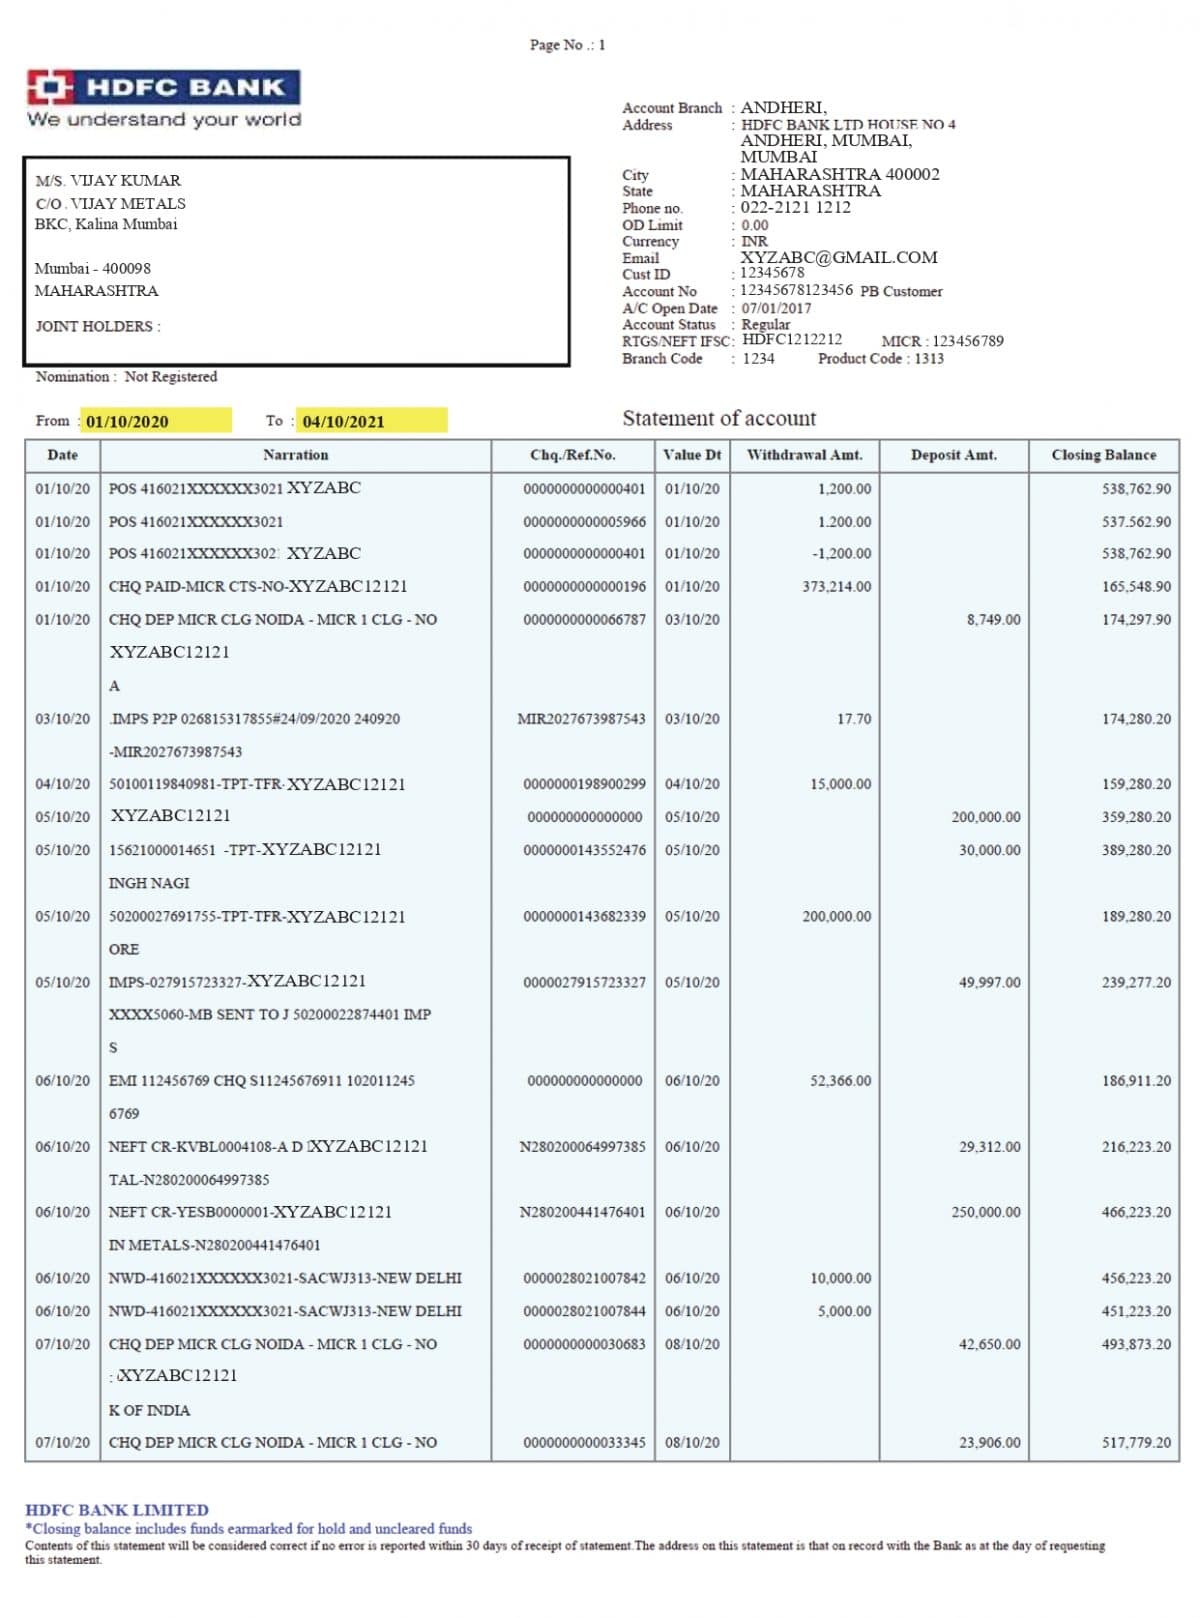 Page No .: 1
HDFC BANK
We understand your world
M/S. VIJAY KUMAR
C/O . VIJAY METALS
BKC, Kalina Mumbai
Mumbai - 400098
MAHARASHTRA
JOINT HOLDERS :
Nomination : Not Registered
Account Branch : ANDHERI,
Address : HDFC BANK LTD HOUSE NO 4
ANDHERI, MUMBAI,
MUMBAI
City : MAHARASHTRA 400002
State : MAHARASHTRA
Phone no. : 022-2121 1212
OD Limit : 0.00
Currency : INR
Email XYZABC@GMAIL.COM
Cust ID : 12345678
Account No : 12345678123456 PB Customer
A/C Open Date : 07/01/2017
Account Status : Regular
RTGS/NEFT IFSC: HDFC1212212 MICR : 123456789
Branch Code : 1234 Product Code : 1313
From : 01/10/2020 To : 04/10/2021 Statement of account
Date Narration Chq./Ref.No. Value Dt Withdrawal Amt. Deposit Amt. Closing Balance
01/10/20 POS 416021XXXXXX3021 XYZABC 0000000000000401 01/10/20 1,200.00 538,762.90
01/10/20 POS 416021XXXXXX3021 0000000000005966 01/10/20 1.200.00 537.562.90
01/10/20 POS 416021XXXXXX302 XYZABC 0000000000000401 01/10/20 -1,200.00 538,762.90
01/10/20 CHQ PAID-MICR CTS-NO-XYZABC12121 0000000000000196 01/10/20 373,214.00 165,548.90
01/10/20 CHQ DEP MICR CLG NOIDA - MICR 1 CLG - NO 0000000000066787 03/10/20 8,749.00 174,297.90
XYZABC12121
A
03/10/20 .IMPS P2P 026815317855#24/09/2020 240920 MIR2027673987543 03/10/20 17.70 174,280.20
-MIR2027673987543
04/10/20 50100119840981-TPT-TFR-XYZABC12121 0000000198900299 04/10/20 15,000.00 159,280.20
05/10/20 XYZABC12121 000000000000000 05/10/20 200,000.00 359,280.20
05/10/20 15621000014651 -TPT-XYZABC12121 0000000143552476 05/10/20 30,000.00 389,280.20
INGH NAGI
05/10/20 50200027691755-TPT-TFR-XYZABC12121 0000000143682339 05/10/20 200,000.00 189,280.20
ORE
05/10/20 IMPS-027915723327-XYZABC12121 0000027915723327 05/10/20 49,997.00 239,277.20
XXXX5060-MB SENT TO J 50200022874401 IMP
S
06/10/20 EMI 112456769 CHQ S11245676911 102011245 000000000000000 06/10/20 52,366.00 186,911.20
6769
06/10/20 NEFT CR-KVBL0004108-A D XYZABC12121 N280200064997385 06/10/20 29,312.00 216,223.20
TAL-N280200064997385
06/10/20 NEFT CR-YESB0000001-XYZABC12121 N280200441476401 06/10/20 250,000.00 466,223.20
IN METALS-N280200441476401
06/10/20 NWD-416021XXXXXX3021-SACWJ313-NEW DELHI 0000028021007842 06/10/20 10,000.00 456,223.20
06/10/20 NWD-416021XXXXXX3021-SACWJ313-NEW DELHI 0000028021007844 06/10/20 5,000.00 451,223.20
07/10/20 CHQ DEP MICR CLG NOIDA - MICR 1 CLG - NO 0000000000030683 08/10/20 42,650.00 493,873.20
: XYZABC12121
K OF INDIA
07/10/20 CHQ DEP MICR CLG NOIDA - MICR 1 CLG - NO 0000000000033345 08/10/20 23,906.00 517,779.20
HDFC BANK LIMITED
*Closing balance includes funds earmarked for hold and uncleared funds
Contents of this statement will be considered correct if no error is reported within 30 days of receipt of statement.The address on this statement is that on record with the Bank as at the day of requesting
this statement.